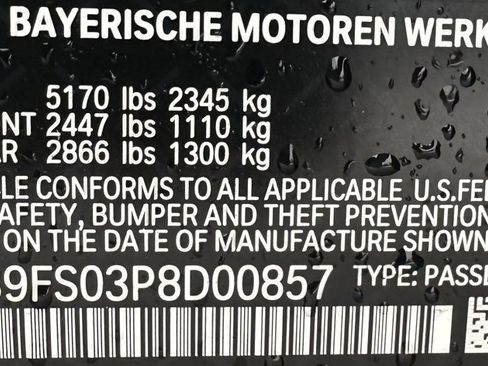 BAYERISCHE MOTOREN WERK
5170 lbs 2345 kg
NT 2447 lbs 1110 kg
R 2866 lbs 1300 kg
LE CONFORMS TO ALL APPLICABLE U.S.FE
AFETY, BUMPER AND THEFT PREVENTION
ON THE DATE OF MANUFACTURE SHOWN
9FS03P8D00857 TYPE: PASSE